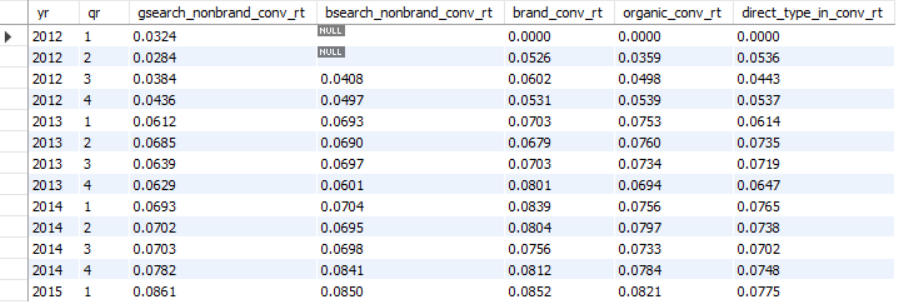 yr qr gsearch_nonbrand_conv_rt bsearch_nonbrand_conv_rt brand_conv_rt organic_conv_rt direct_type_in_conv_rt
2012 1 0.0324 NULL 0.0000 0.0000 0.0000
2012 2 0.0284 NULL 0.0526 0.0359 0.0536
2012 3 0.0384 0.0408 0.0602 0.0498 0.0443
2012 4 0.0436 0.0497 0.0531 0.0539 0.0537
2013 1 0.0612 0.0693 0.0703 0.0753 0.0614
2013 2 0.0685 0.0690 0.0679 0.0760 0.0735
2013 3 0.0639 0.0697 0.0703 0.0734 0.0719
2013 4 0.0629 0.0601 0.0801 0.0694 0.0647
2014 1 0.0693 0.0704 0.0839 0.0756 0.0765
2014 2 0.0702 0.0695 0.0804 0.0797 0.0738
2014 3 0.0703 0.0698 0.0756 0.0733 0.0702
2014 4 0.0782 0.0841 0.0812 0.0784 0.0748
2015 1 0.0861 0.0850 0.0852 0.0821 0.0775